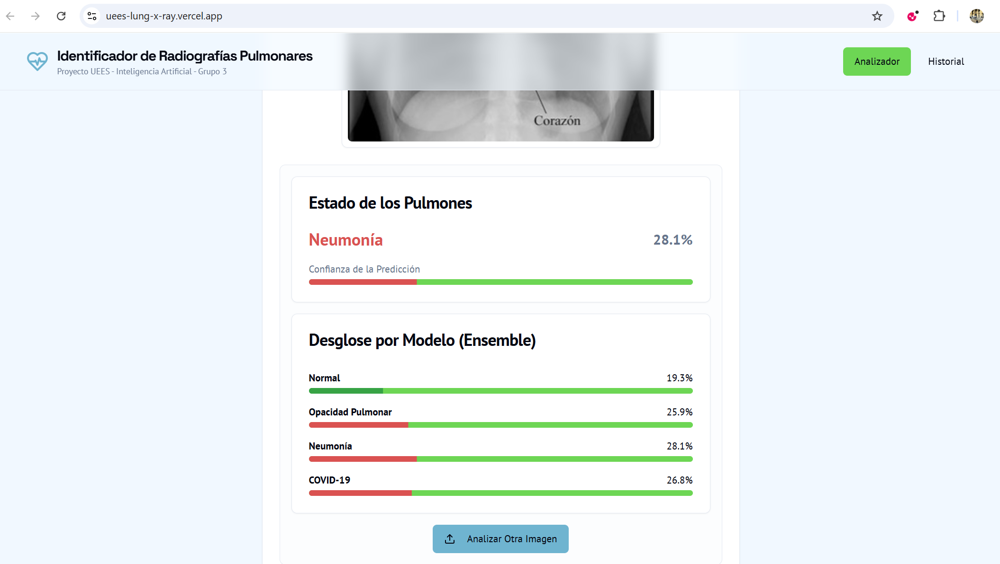 uees-lung-x-ray.vercel.app
Identificador de Radiografías Pulmonares
Proyecto UEES - Inteligencia Artificial - Grupo 3
Analizador
Historial
Corazón
Estado de los Pulmones
Neumonía
28.1%
Confianza de la Predicción
Desglose por Modelo (Ensemble)
Normal
19.3%
Opacidad Pulmonar
25.9%
Neumonía
28.1%
COVID-19
26.8%
Analizar Otra Imagen